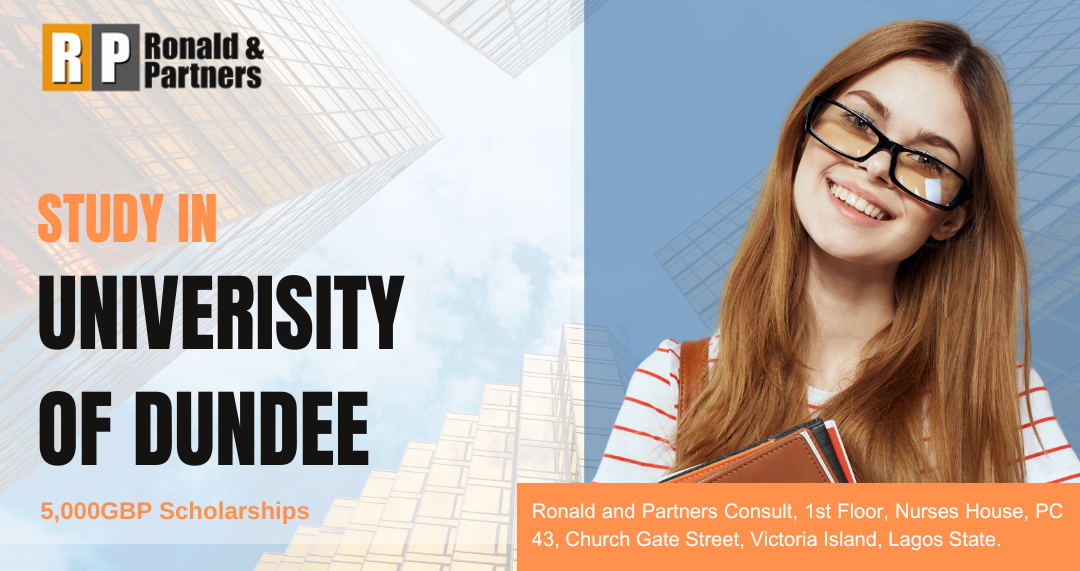 RP Ronald &
Partners
STUDY IN
UNIVERISITY
OF DUNDEE
5,000GBP Scholarships
Ronald and Partners Consult, 1st Floor, Nurses House, PC
43, Church Gate Street, Victoria Island, Lagos State.